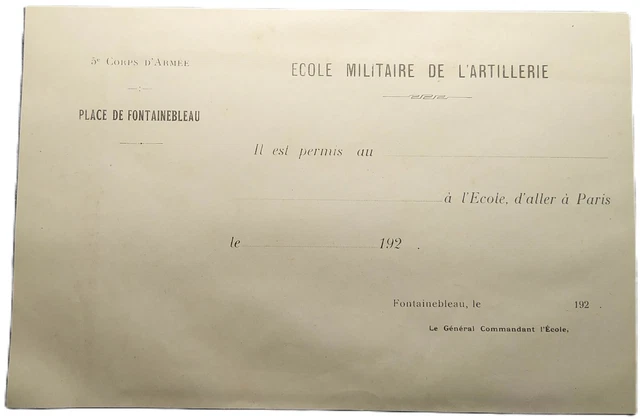 5e CORPS D'ARMÉE
PLACE DE FONTAINEBLEAU
ECOLE MILITAIRE DE L'ARTILLERIE
Il est permis au
à l'Ecole, d'aller à Paris
le 192 .
Fontainebleau, le 192 .
Le Général Commandant l'École,